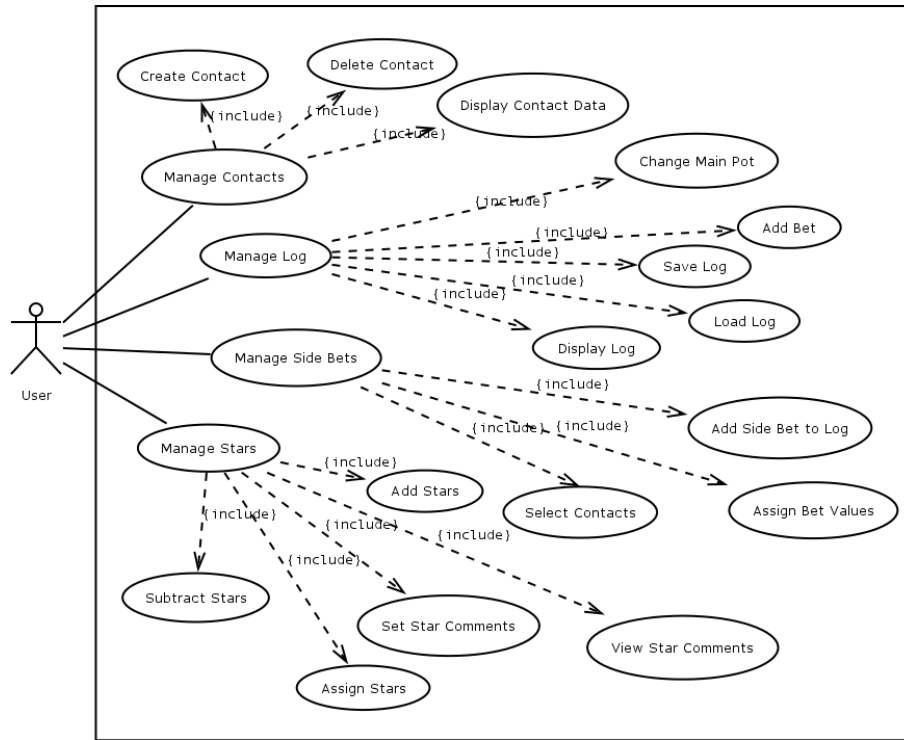 Create Contact
Delete Contact
Display Contact Data
{include}
{include}
{include}
Manage Contacts
Change Main Pot
{include}
Add Bet
{include}
Manage Log
{include}
Save Log
{include}
{include}
Load Log
Display Log
Manage Side Bets
{include}
Add Side Bet to Log
User
{include}
{include}
Manage Stars
{include}
Add Stars
Select Contacts
Assign Bet Values
{include}
{include}
{include}
{include}
Subtract Stars
Set Star Comments
View Star Comments
Assign Stars